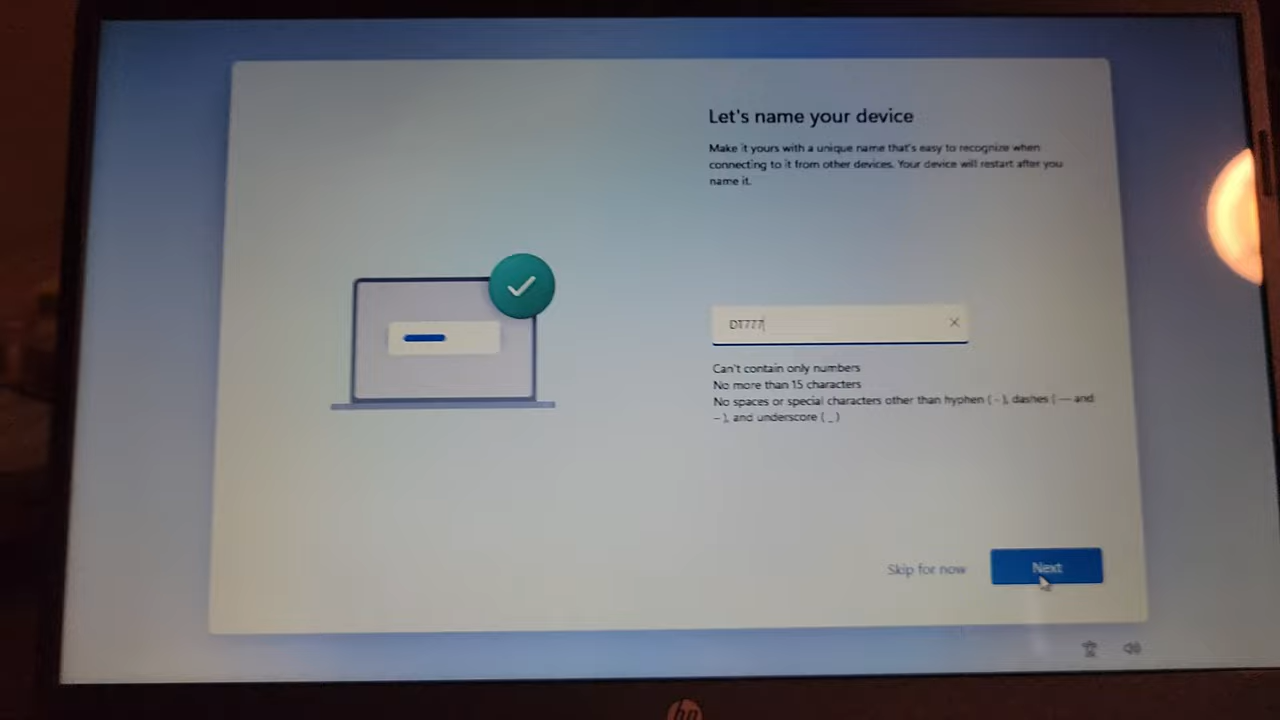 Let's name your device
Make it yours with a unique name that's easy to recognize when
connecting to it from other devices. Your device will restart after you
name it.
DT777
Can't contain only numbers
No more than 15 characters
No spaces or special characters other than hyphen ( - ), dashes ( — and
– ), and underscore ( _ )
Skip for now
Next
hp